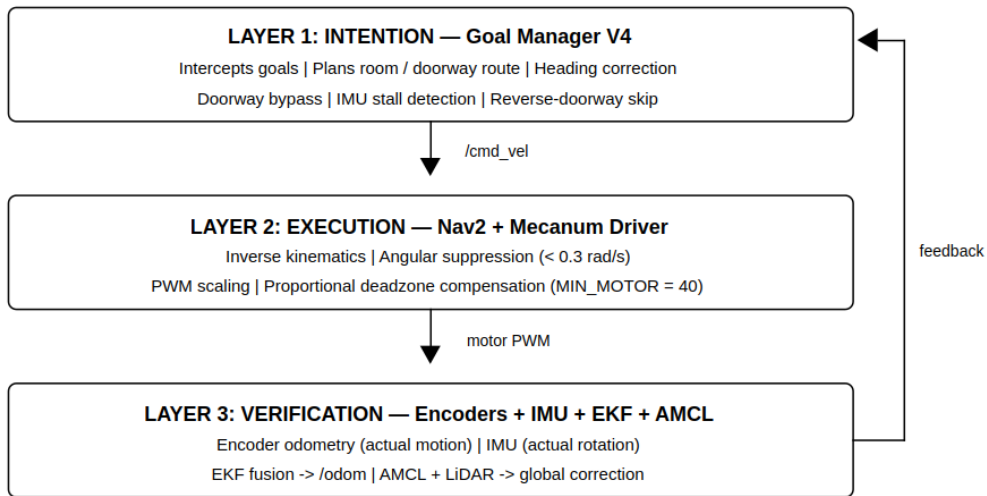 LAYER 1: INTENTION — Goal Manager V4
Intercepts goals | Plans room / doorway route | Heading correction
Doorway bypass | IMU stall detection | Reverse-doorway skip
/cmd_vel
LAYER 2: EXECUTION — Nav2 + Mecanum Driver
Inverse kinematics | Angular suppression (< 0.3 rad/s)
PWM scaling | Proportional deadzone compensation (MIN_MOTOR = 40)
feedback
motor PWM
LAYER 3: VERIFICATION — Encoders + IMU + EKF + AMCL
Encoder odometry (actual motion) | IMU (actual rotation)
EKF fusion -> /odom | AMCL + LiDAR -> global correction